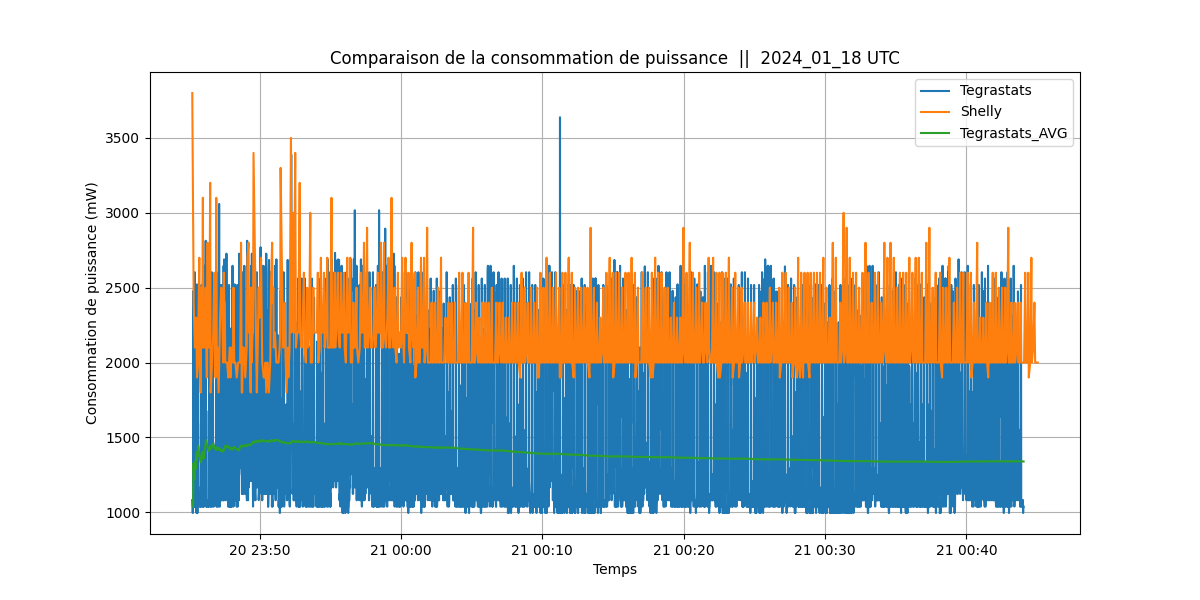 Comparaison de la consommation de puissance || 2024_01_18 UTC
Tegrastats
Shelly
Tegrastats_AVG
Consommation de puissance (mW)
3500
3000
2500
2000
1500
1000
20 23:50
21 00:00
21 00:10
21 00:20
21 00:30
21 00:40
Temps